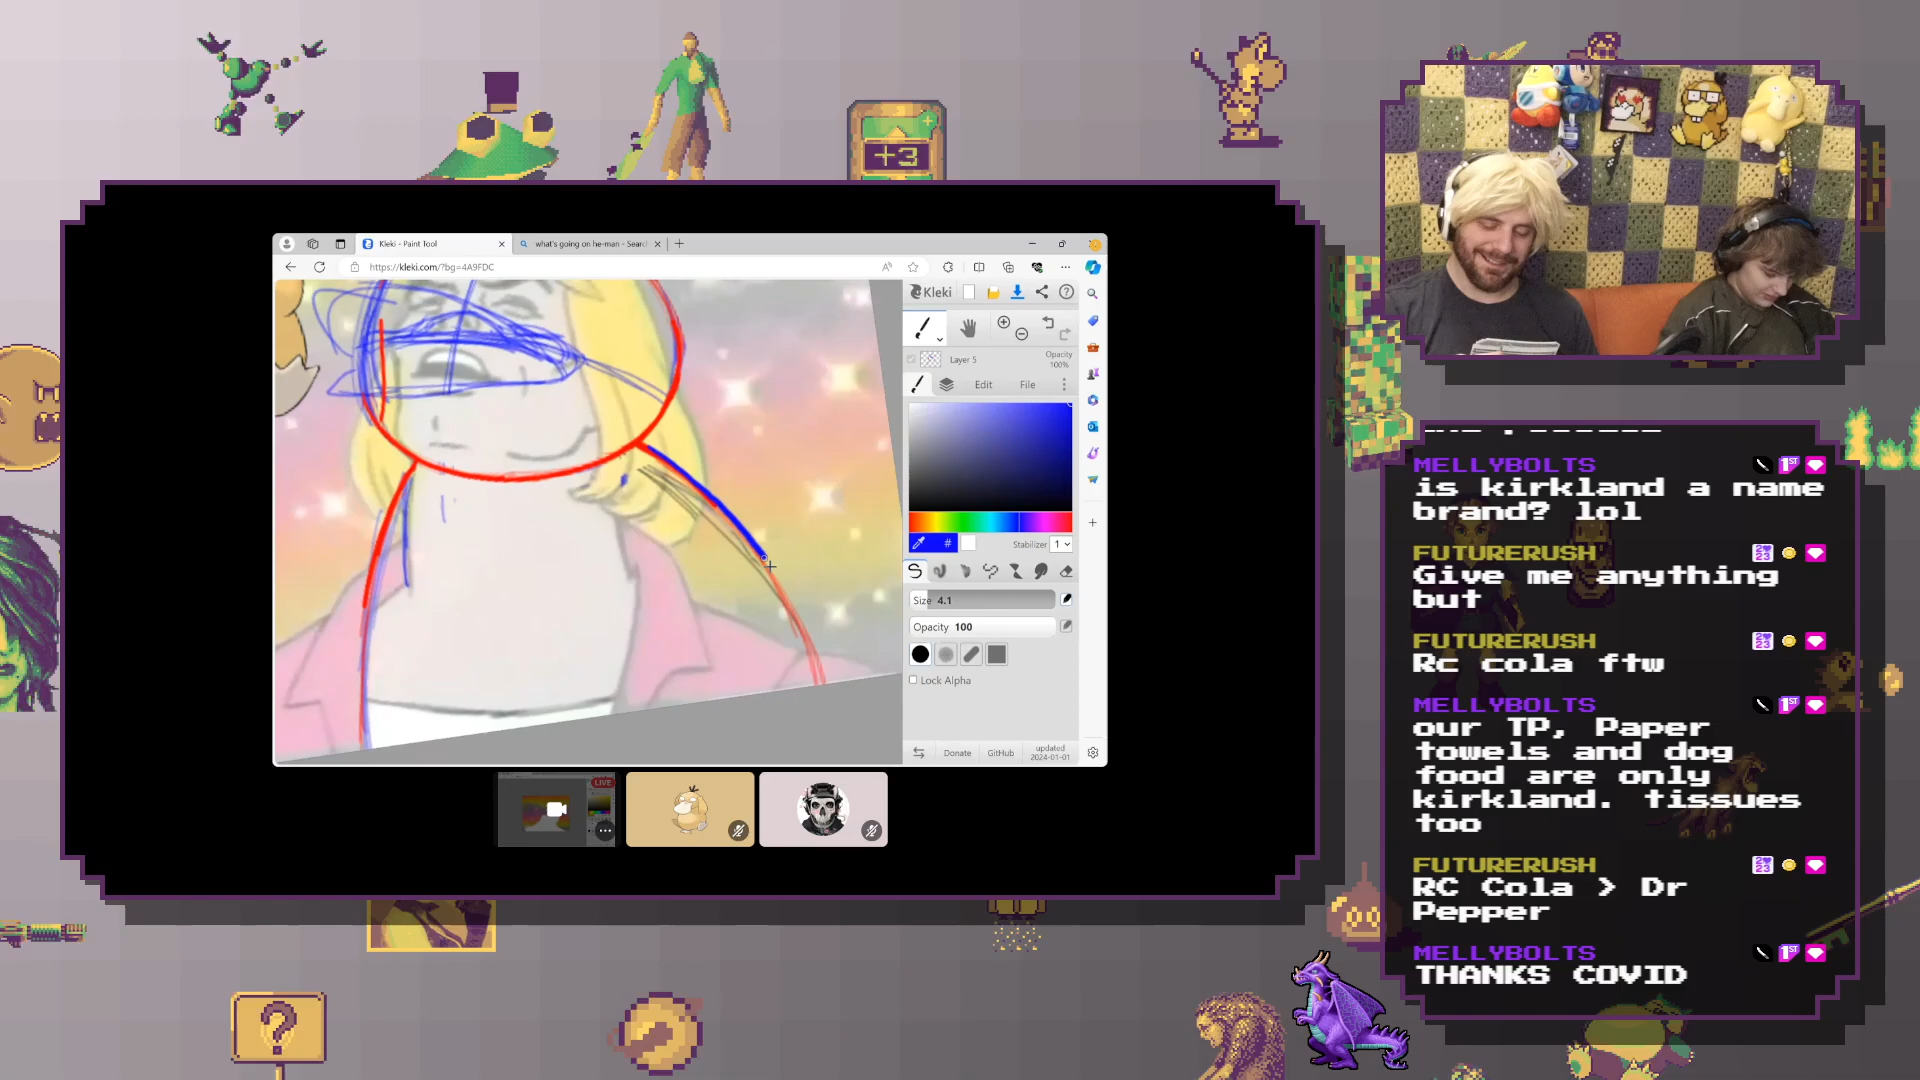 +3
Kleki - Paint Tool
what's going on he-man - Searc
https://kleki.com/?bg=4A9FDC
Kleki
Layer 5
Opacity
100%
Edit
File
#
Stabilizer
1
Size 4.1
Opacity 100
Lock Alpha
Donate
GitHub
updated
2024-01-01
LIVE
MELLYBOLTS
is kirkland a name
brand? lol
FUTURERUSH
Give me anything
but
FUTURERUSH
Rc cola ftw
MELLYBOLTS
our TP, Paper
towels and dog
food are only
kirkland. tissues
too
FUTURERUSH
RC Cola > Dr
Pepper
MELLYBOLTS
THANKS COVID
?